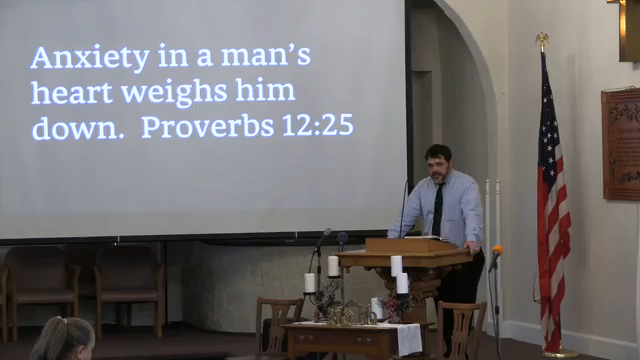 Anxiety in a man’s
heart weighs him
down.  Proverbs 12:25